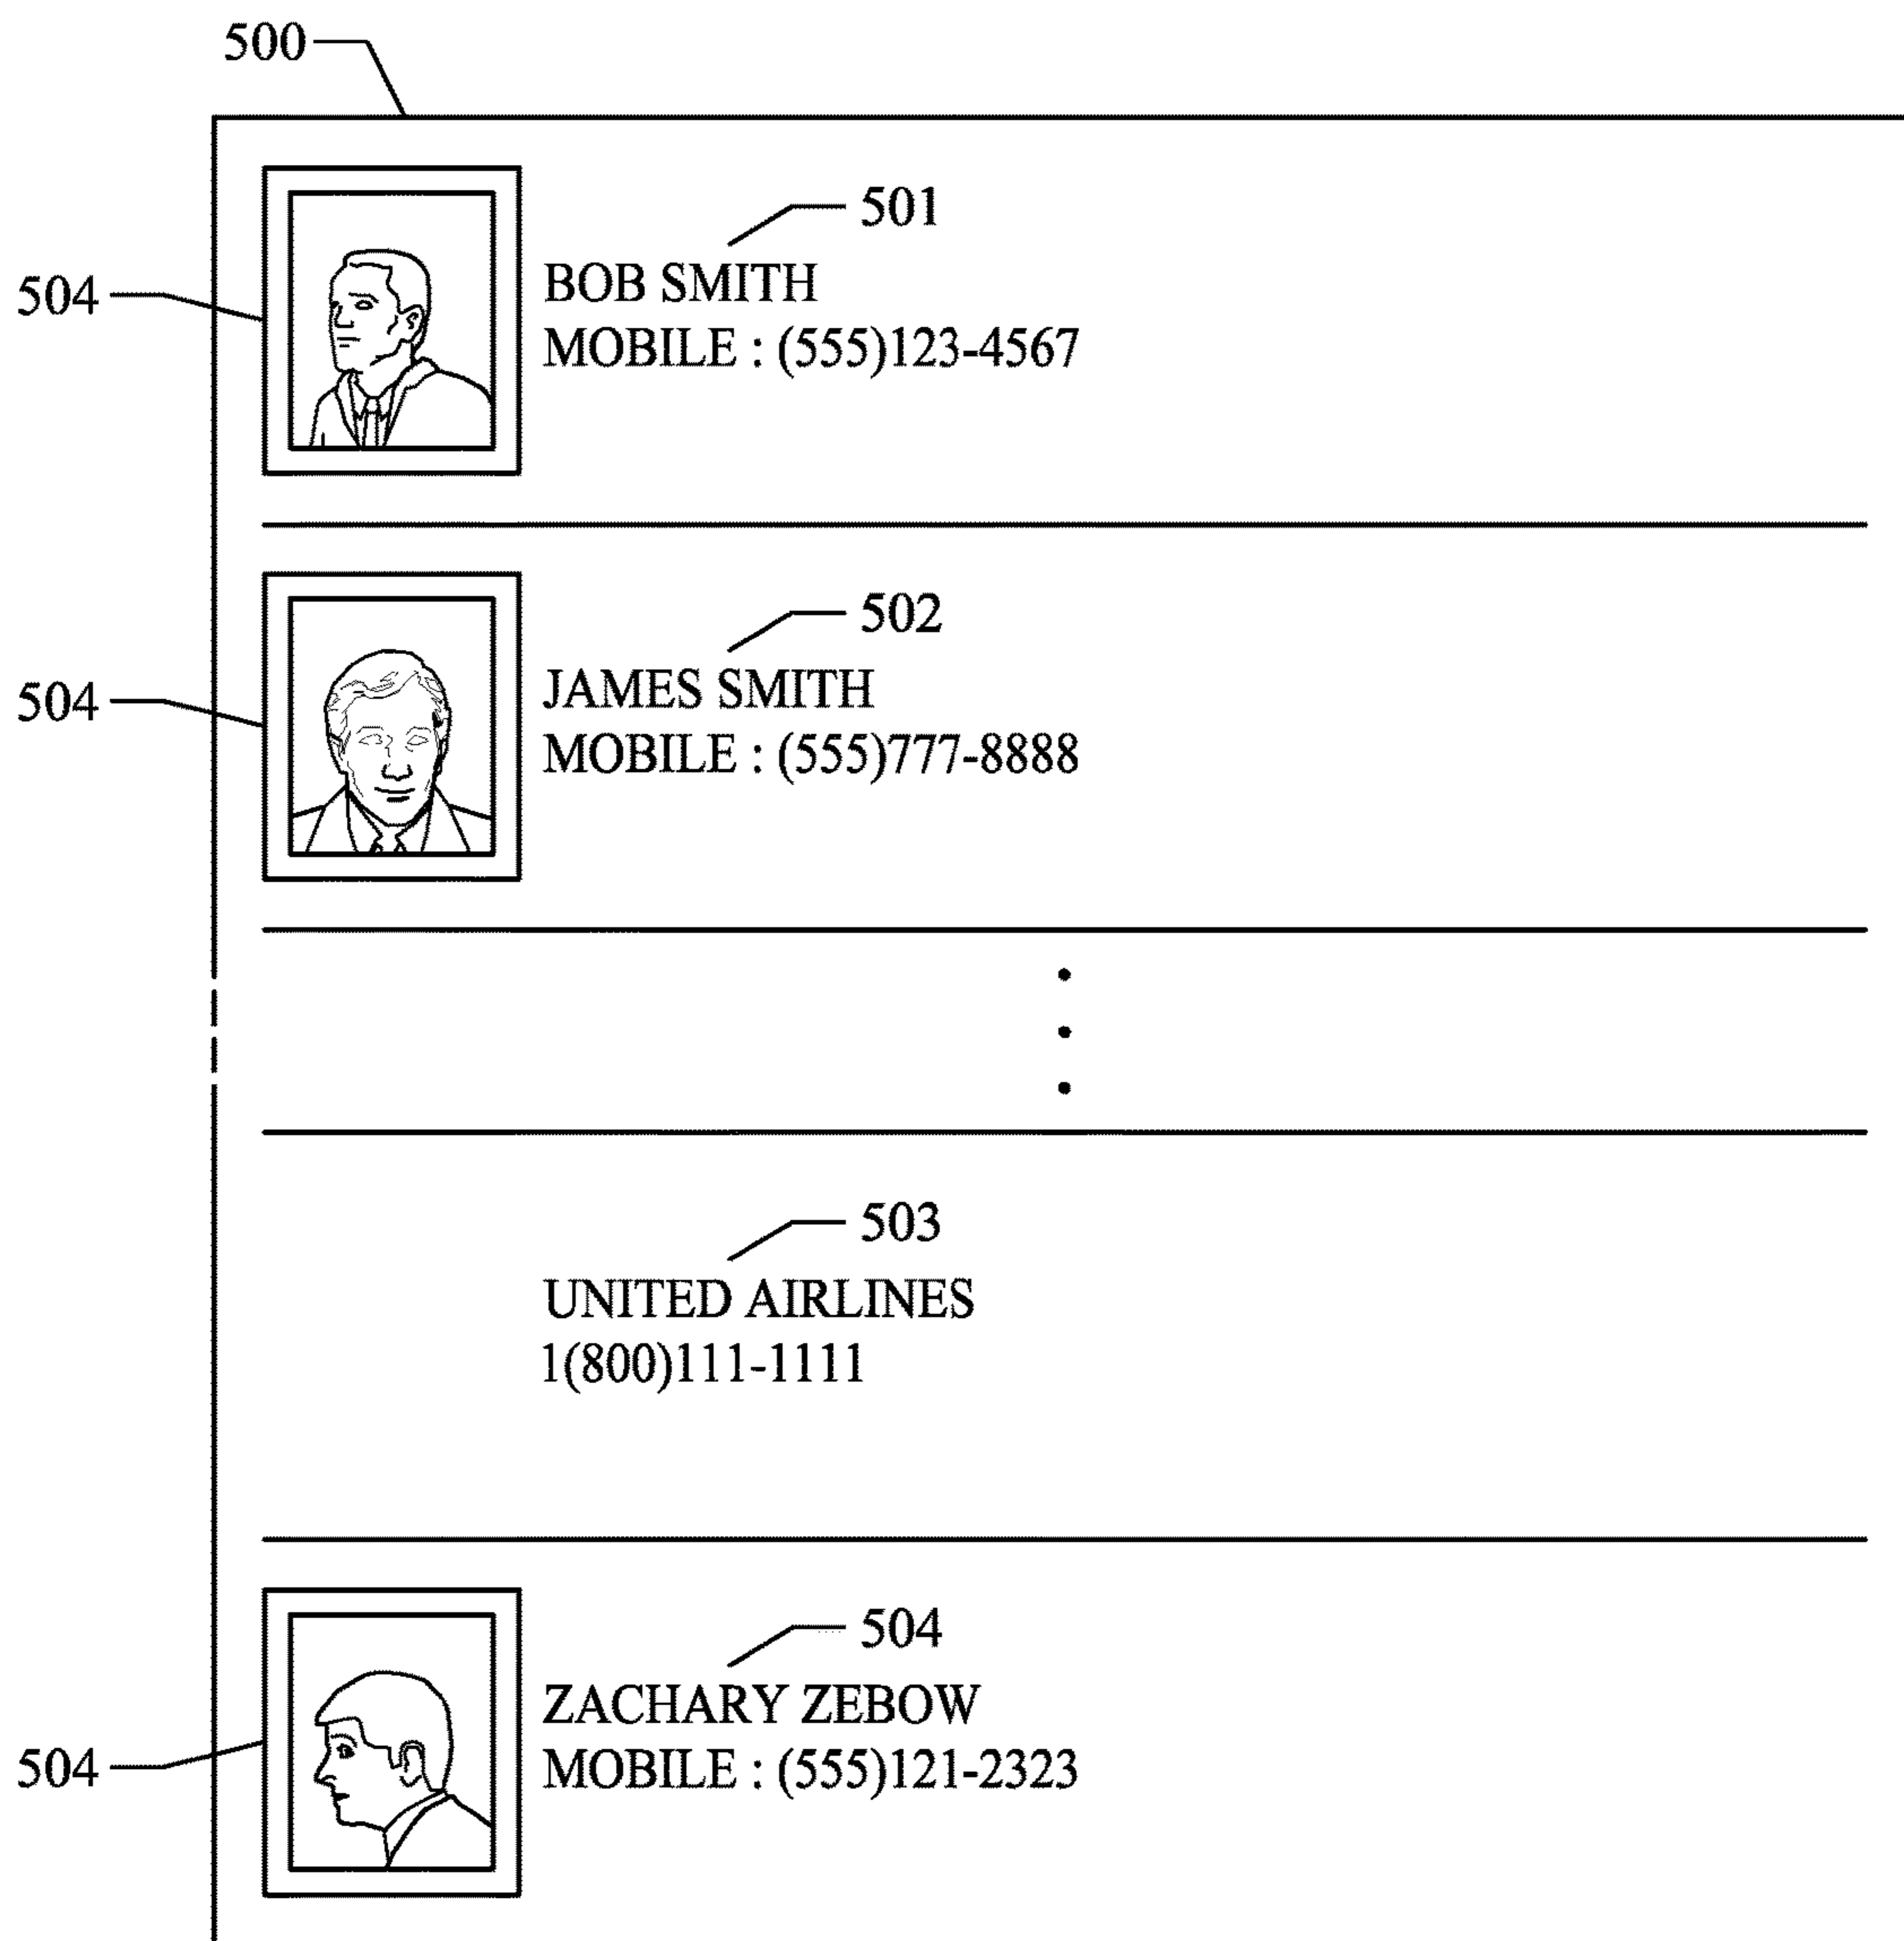 500
501
504
BOB SMITH
MOBILE : (555)123-4567
502
504
JAMES SMITH
MOBILE : (555)777-8888
503
UNITED AIRLINES
1(800)111-1111
504
504
ZACHARY ZEBOW
MOBILE : (555)121-2323